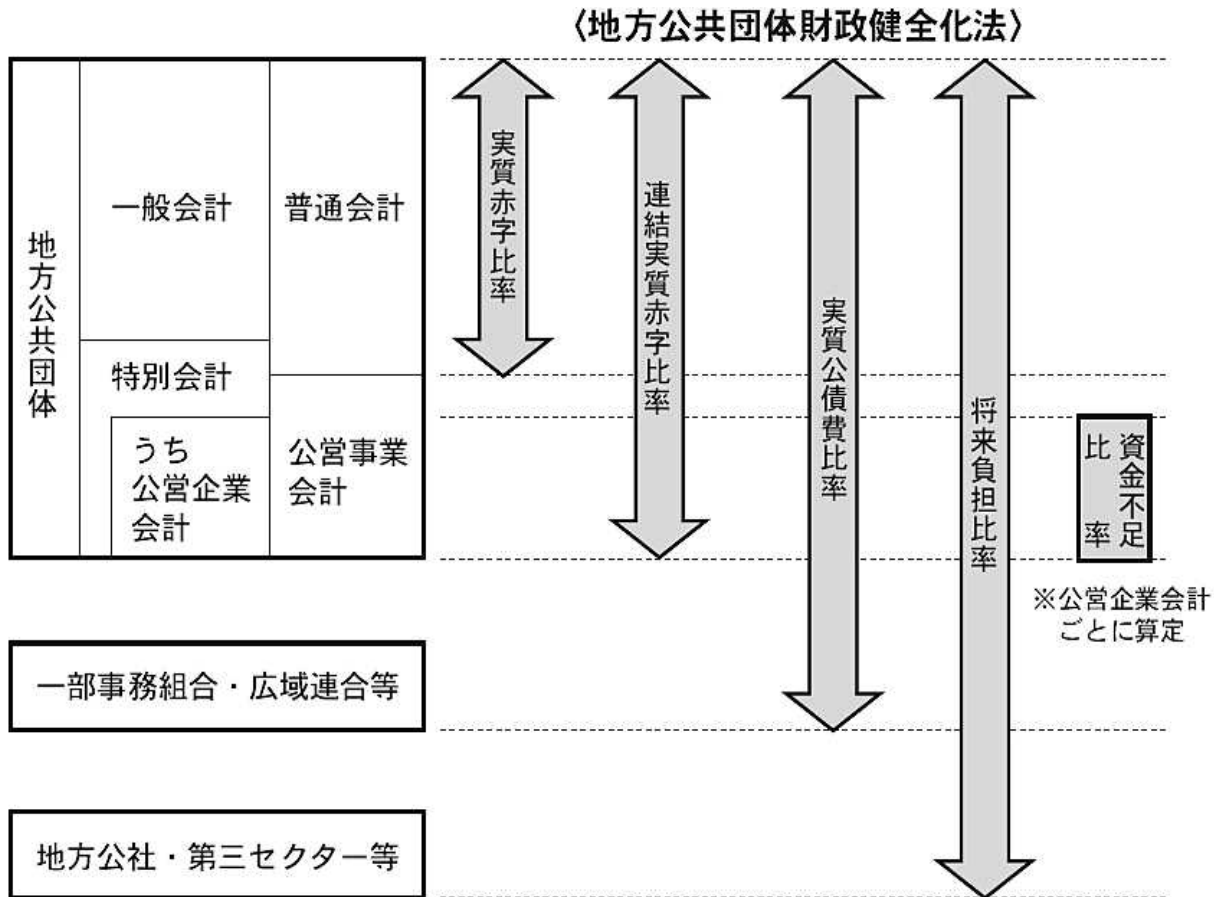 〈地方公共団体財政健全化法〉
地方公共団体
一般会計
普通会計
特別会計
うち
公営企業
会計
公営事業
会計
実質赤字比率
連結実質赤字比率
実質公債費比率
将来負担比率
資金不足
比率
※公営企業会計
ごとに算定
一部事務組合・広域連合等
地方公社・第三セクター等